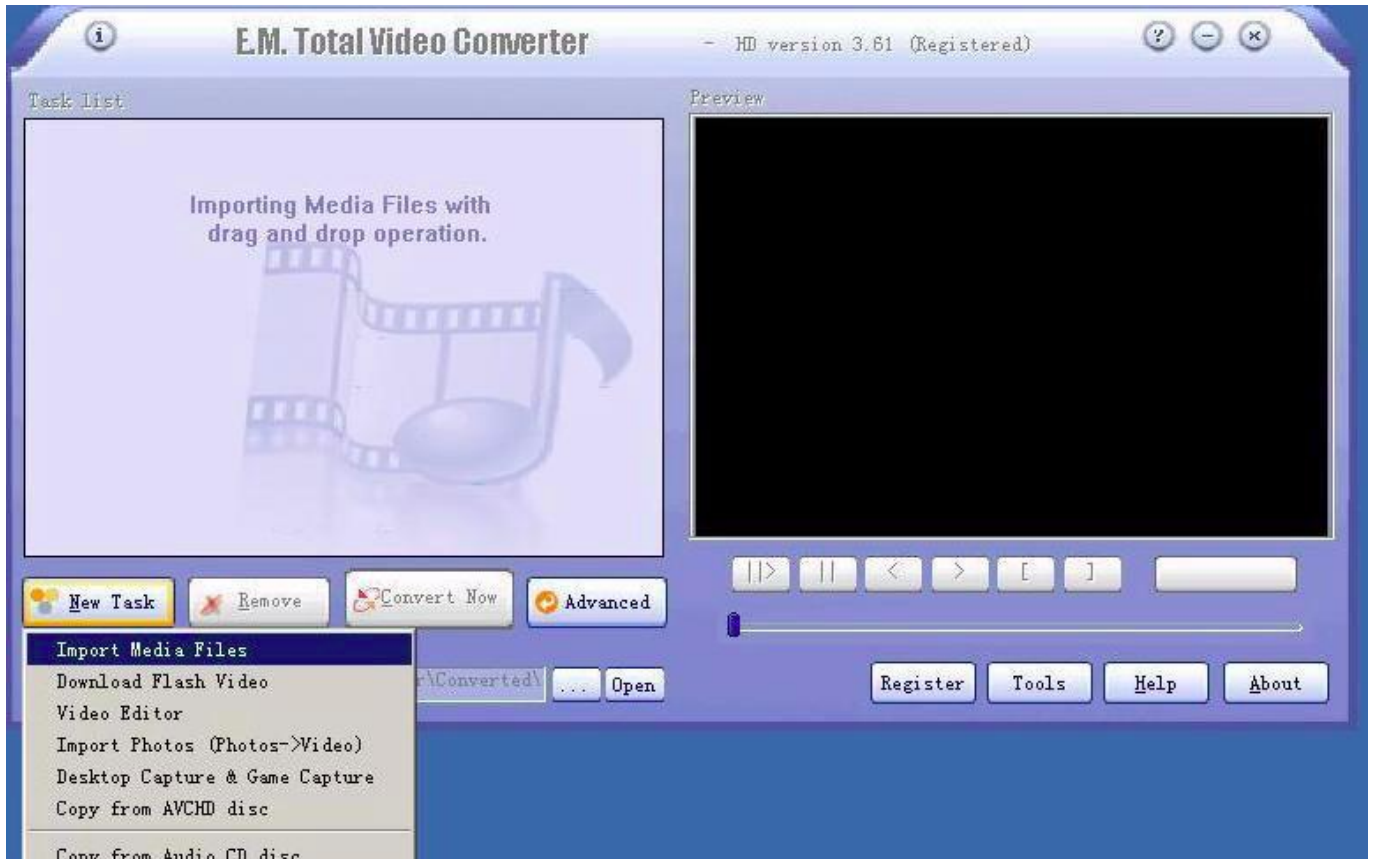 E.M. Total Video Converter - HD version 3.61 (Registered)
Task list
Preview
Importing Media Files with
drag and drop operation.
New Task
Remove
Convert Now
Advanced
||> || < > [ ]
Import Media Files
Download Flash Video
Video Editor
Import Photos (Photos->Video)
Desktop Capture & Game Capture
Copy from AVCHD disc
Copy from Audio CD disc
r\Converted\ ... Open
Register
Tools
Help
About